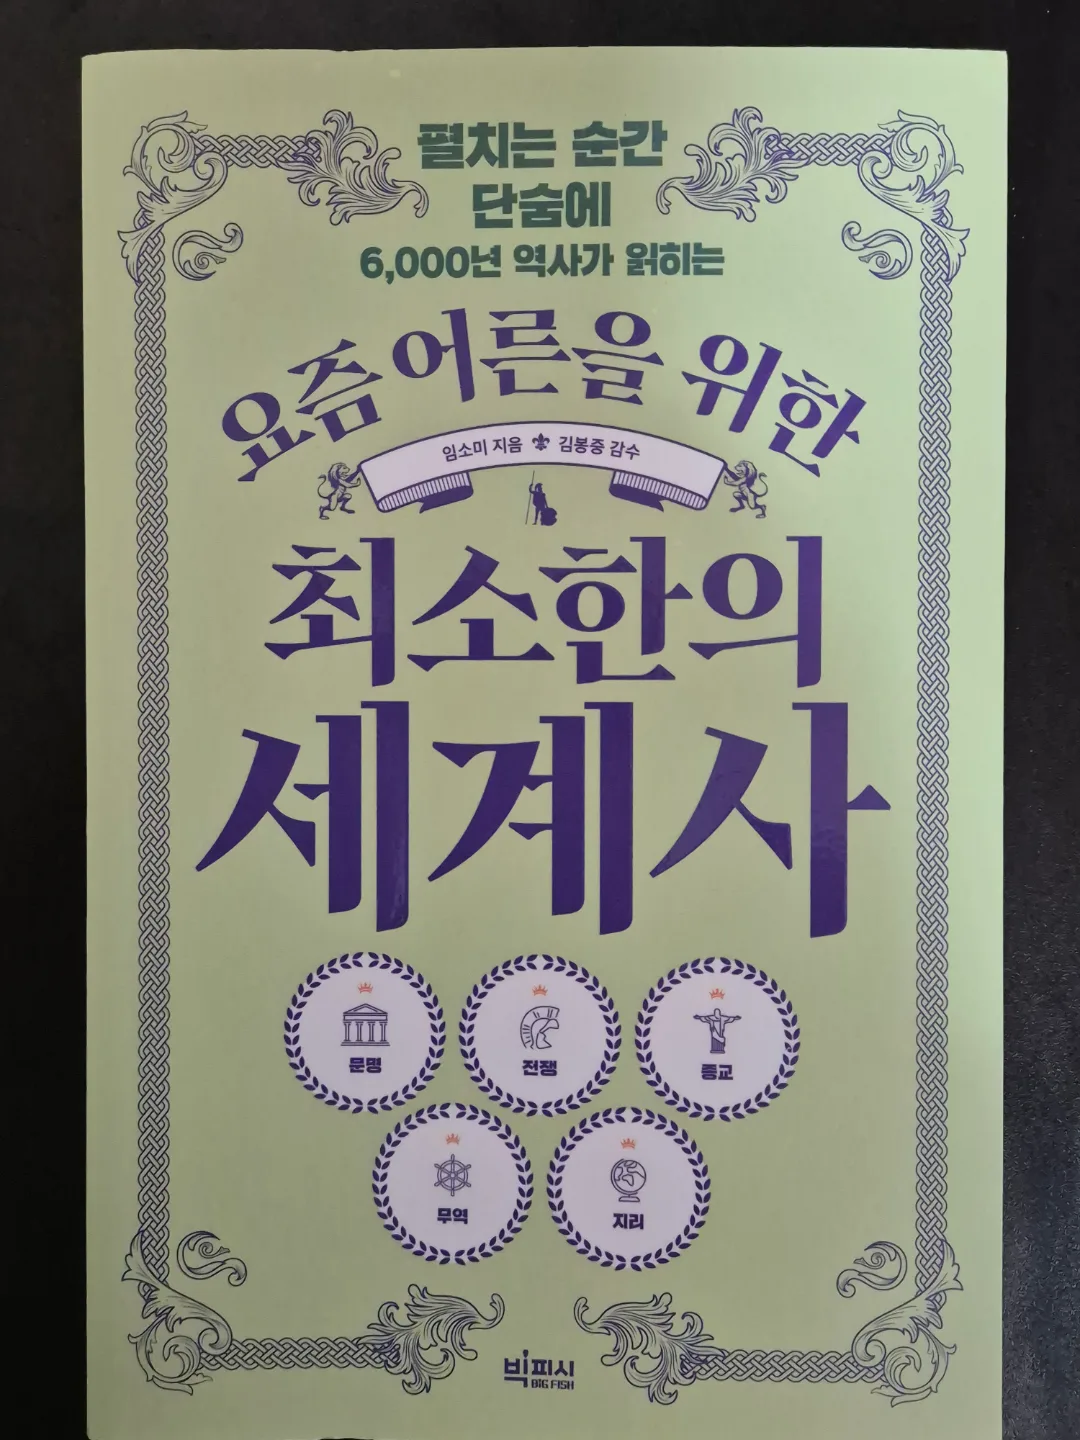 펼치는 순간
단숨에
6,000년 역사가 읽히는
요즘 어른을 위한
임소미 지음 김봉중 감수
최소한의
세계사
문명
전쟁
종교
무역
지리
빅피시
BIG FISH